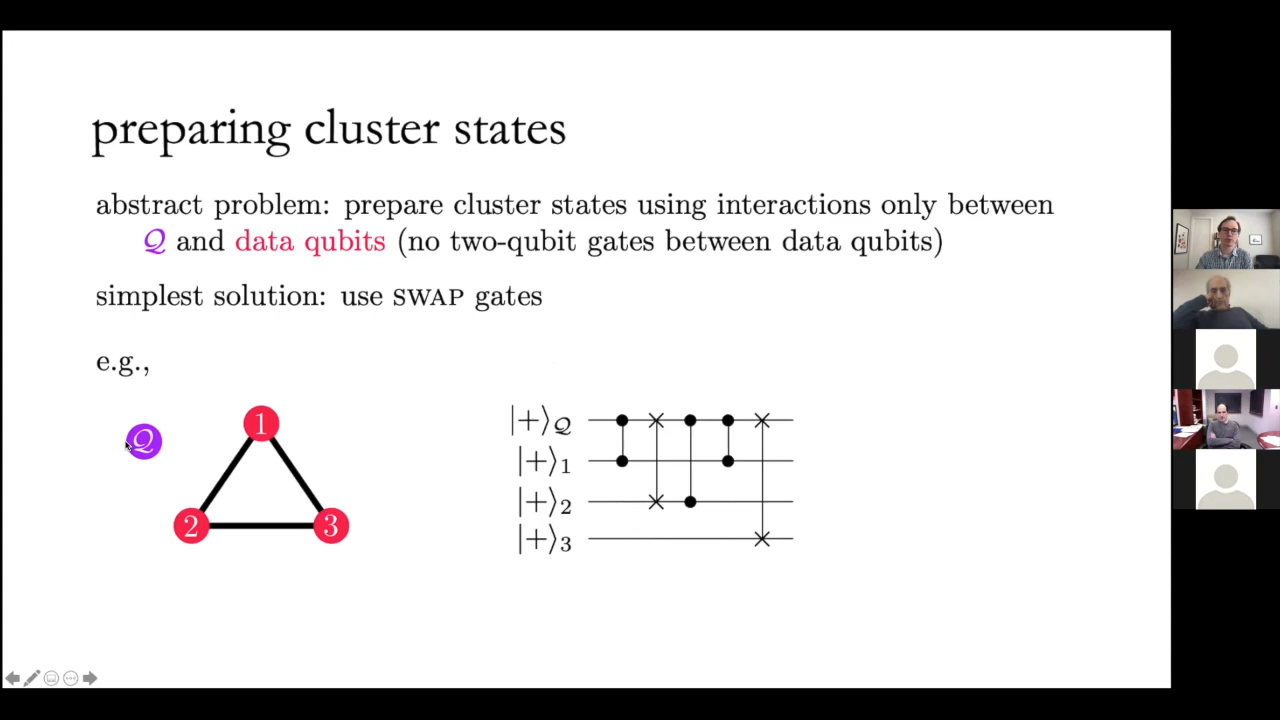 preparing cluster states
abstract problem: prepare cluster states using interactions only between
𝒬 and data qubits (no two-qubit gates between data qubits)
simplest solution: use SWAP gates
e.g.,
𝒬
1
2
3
|+⟩𝒬
|+⟩1
|+⟩2
|+⟩3